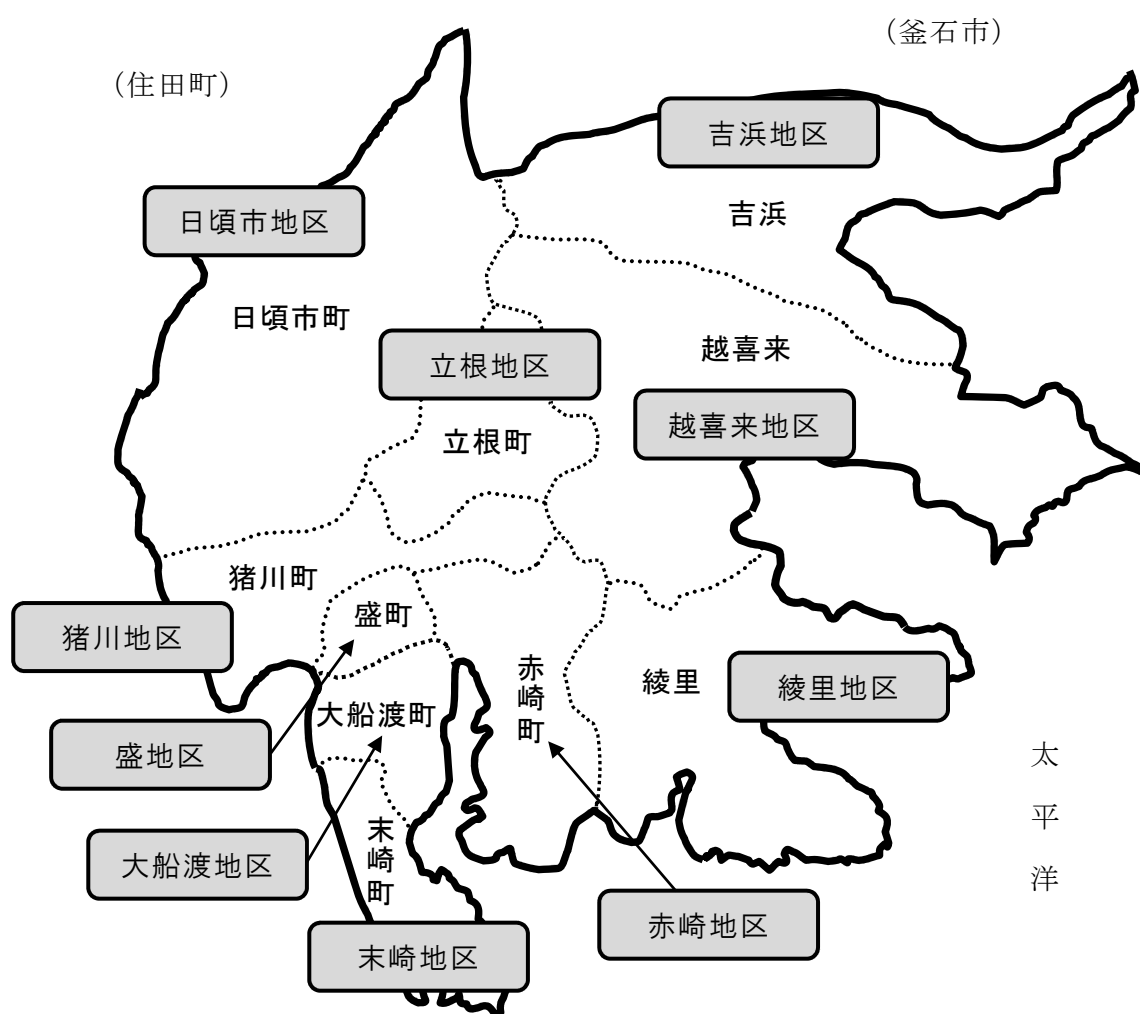 (釜石市)
(住田町)
吉浜地区
日頃市地区
吉浜
日頃市町
立根地区
越喜来
越喜来地区
立根町
猪川町
盛町
猪川地区
赤崎町
綾里
綾里地区
大船渡町
盛地区
太平洋
末崎町
大船渡地区
赤崎地区
末崎地区